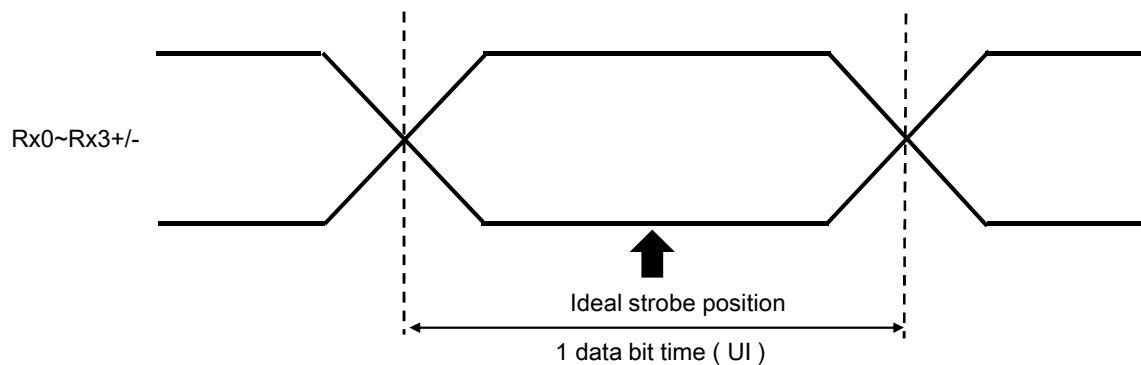 Rx0~Rx3+/-
Ideal strobe position
1 data bit time ( UI )